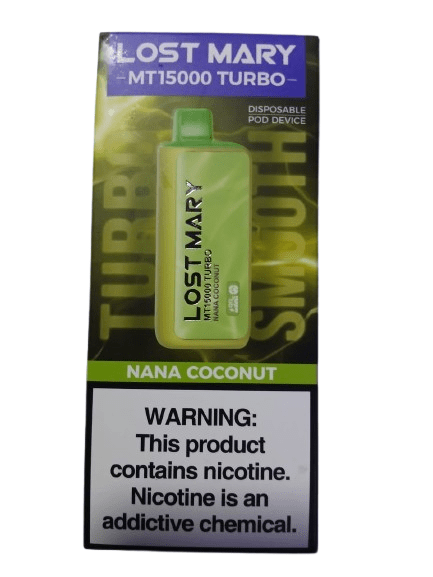 LOST MARY
MT15000 TURBO
DISPOSABLE
POD DEVICE
TURBO
SMOOTH
LOST MARY
MT15000 TURBO
NANA COCONUT
NANA COCONUT
WARNING:
This product
contains nicotine.
Nicotine is an
addictive chemical.